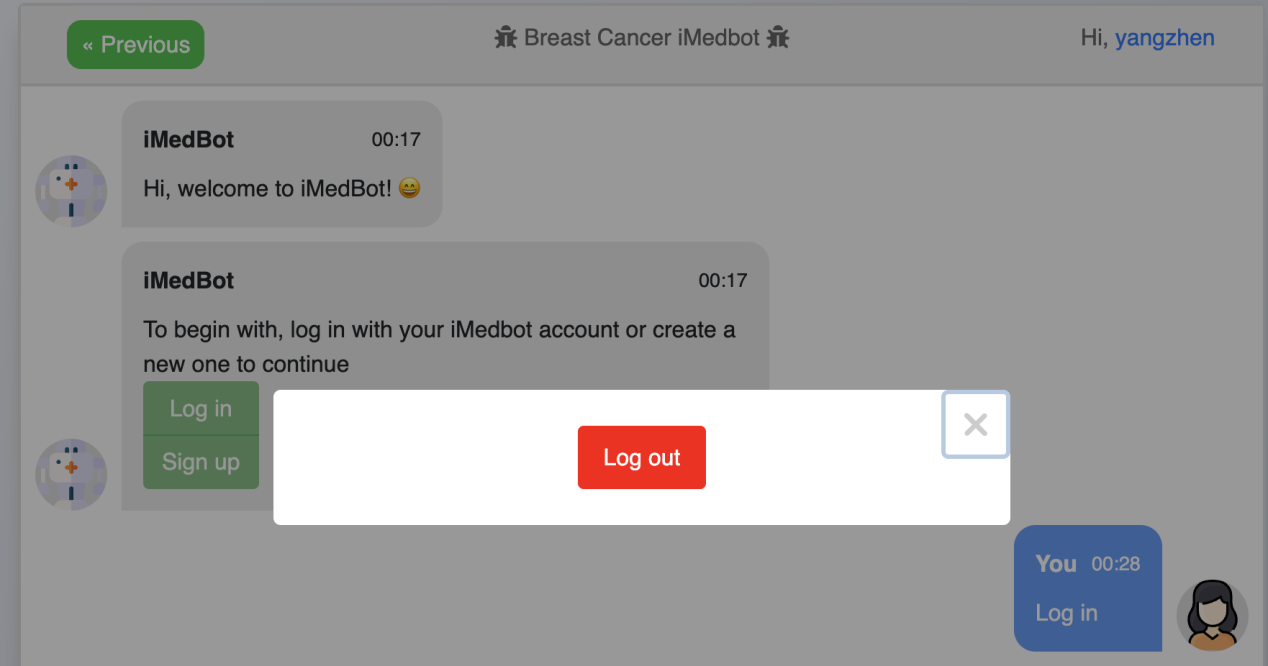 « Previous
Breast Cancer iMedbot
Hi, yangzhen
iMedBot 00:17
Hi, welcome to iMedBot! 😄
iMedBot 00:17
To begin with, log in with your iMedbot account or create a
new one to continue
Log in
Sign up
×
Log out
You 00:28
Log in